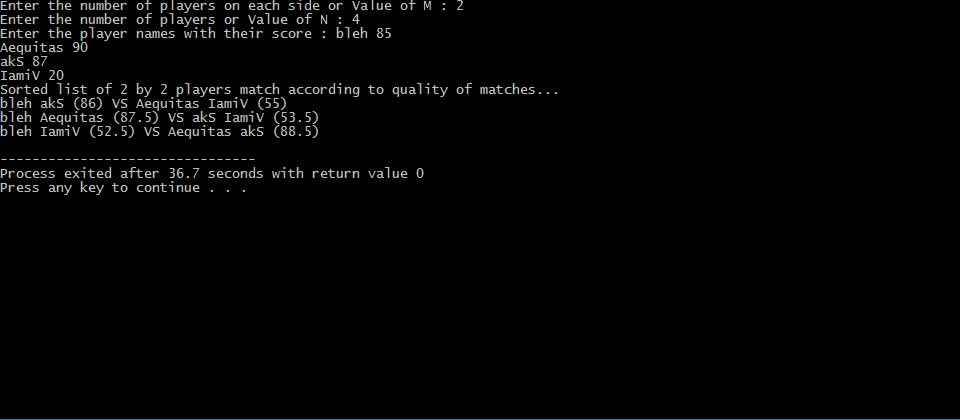 Enter the number of players on each side or Value of M : 2
Enter the number of players or Value of N : 4
Enter the player names with their score : bleh 85
Aequitas 90
akS 87
IamiV 20
Sorted list of 2 by 2 players match according to quality of matches...
bleh akS (86) VS Aequitas IamiV (55)
bleh Aequitas (87.5) VS akS IamiV (53.5)
bleh IamiV (52.5) VS Aequitas akS (88.5)
--------------------------------
Process exited after 36.7 seconds with return value 0
Press any key to continue . . .